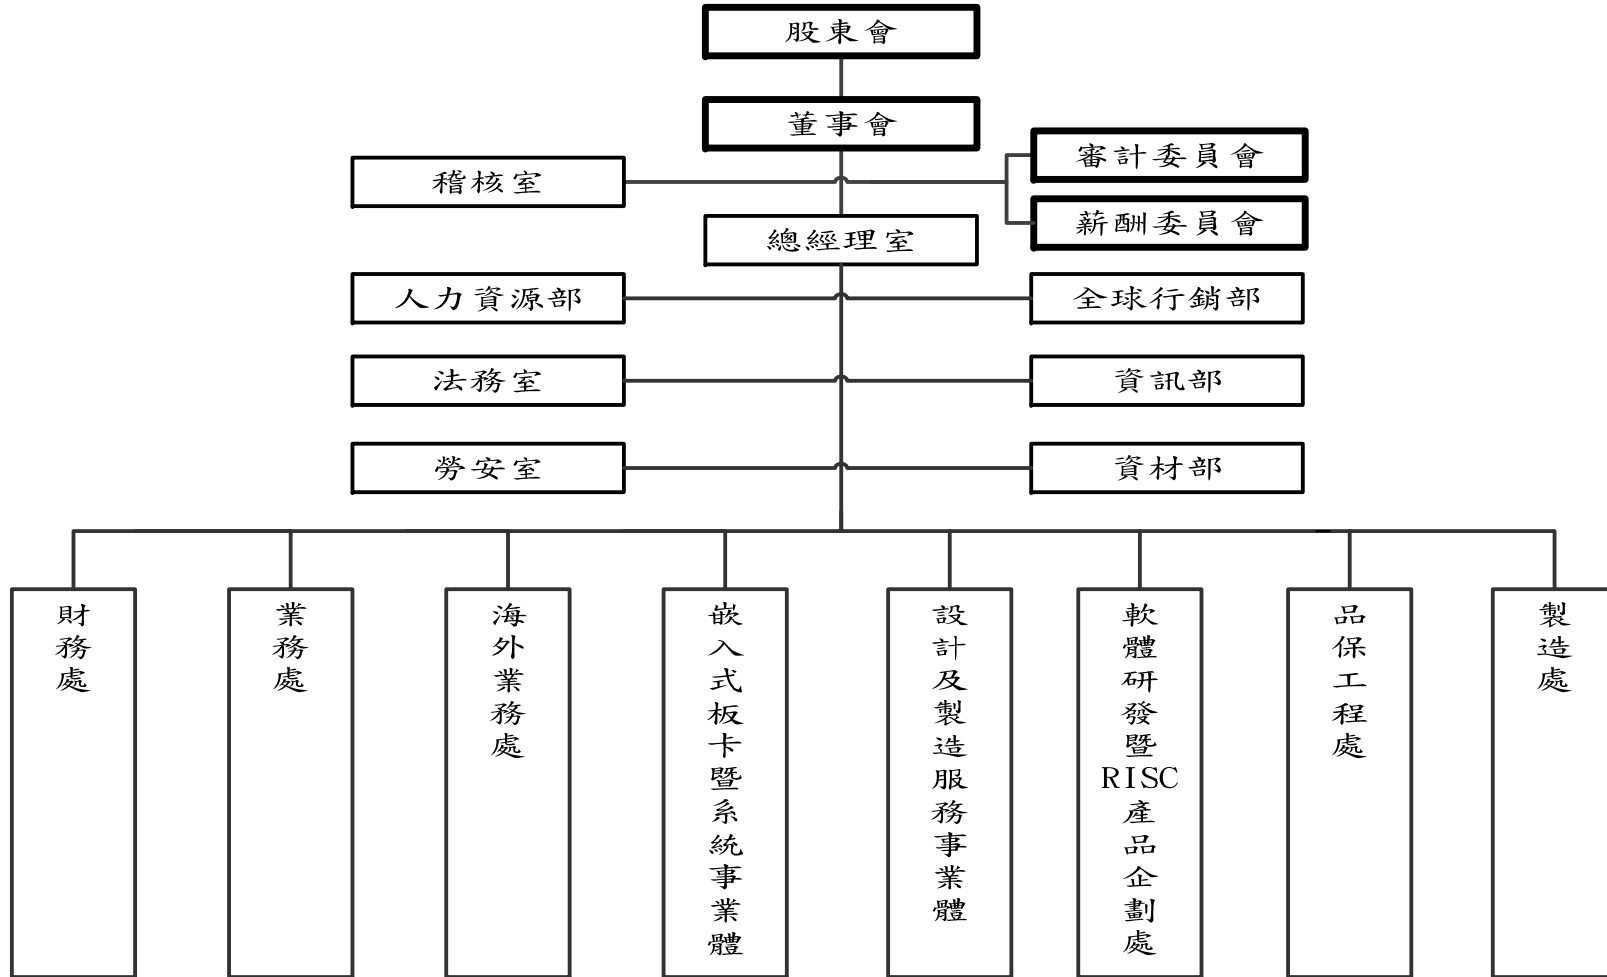 股東會
董事會
審計委員會
稽核室
薪酬委員會
總經理室
人力資源部
全球行銷部
法務室
資訊部
勞安室
資材部
財務處
業務處
海外業務處
嵌入式板卡暨系統事業體
設計及製造服務事業體
軟體研發暨RISC產品企劃處
品保工程處
製造處